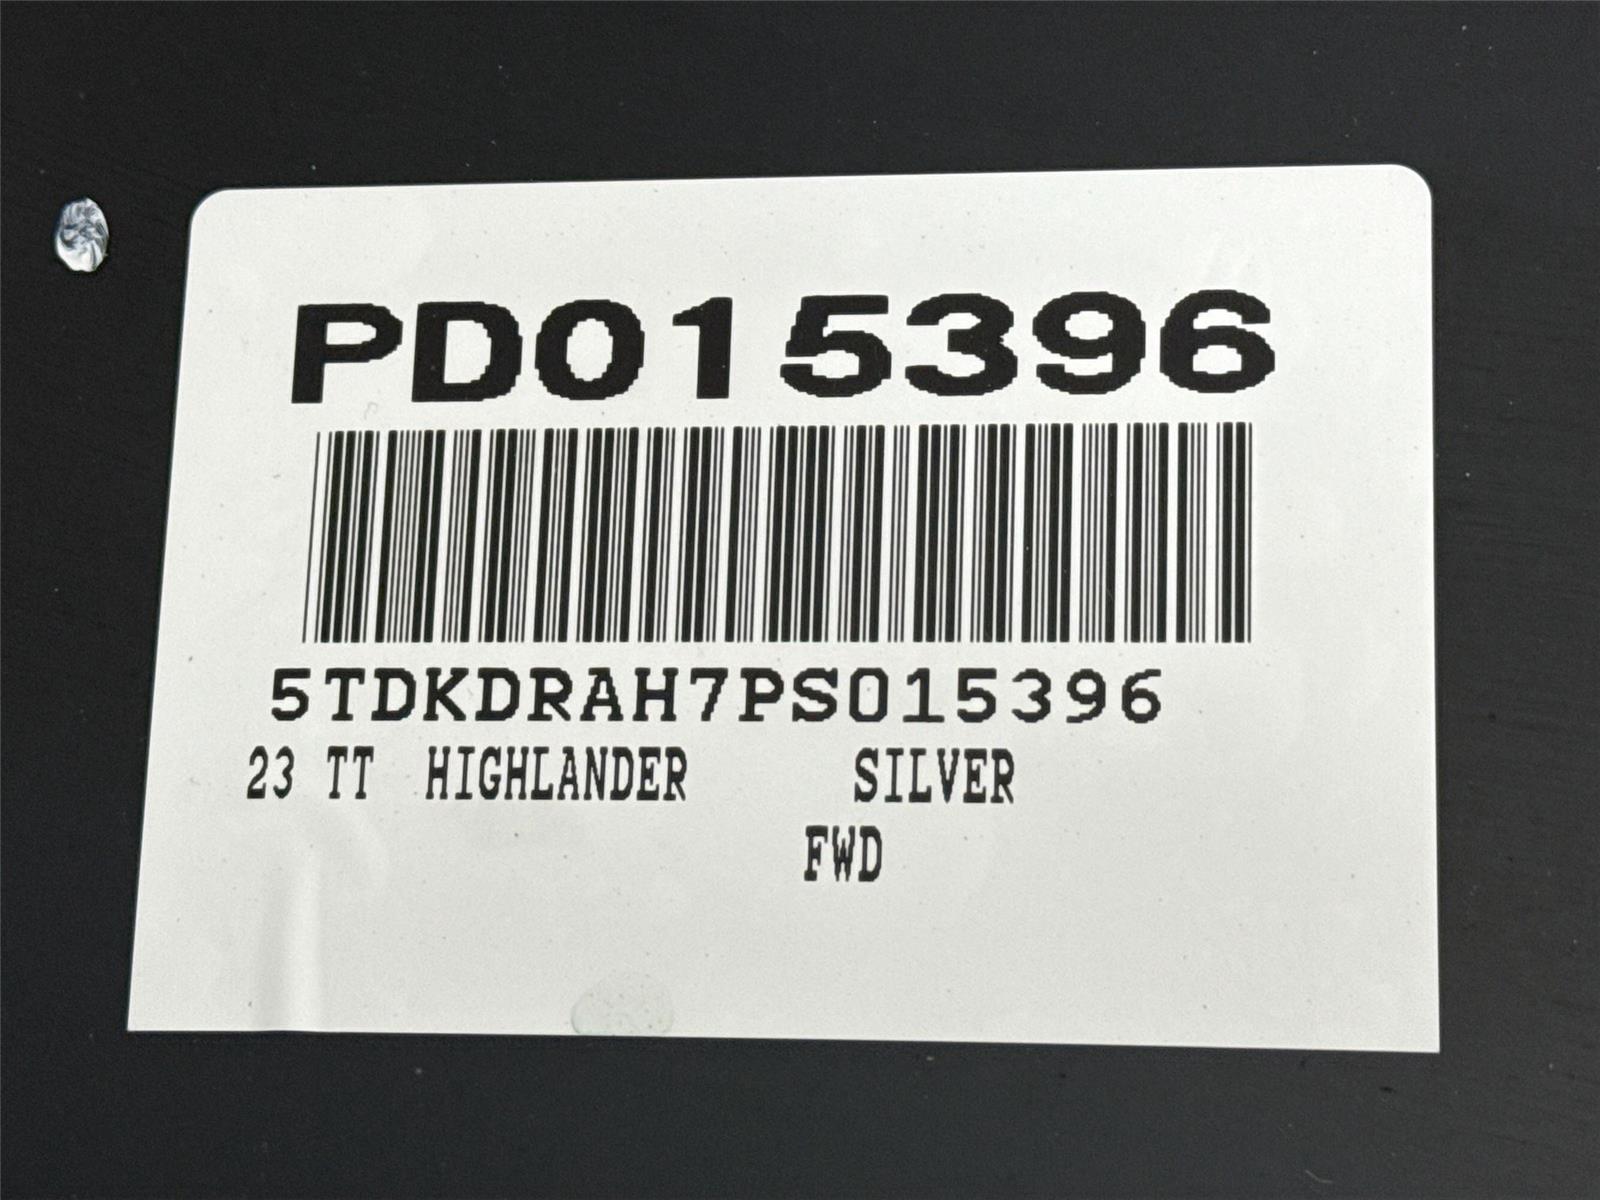 PD015396
5TDKDRAH7PS015396
23 TT HIGHLANDER SILVER
FWD